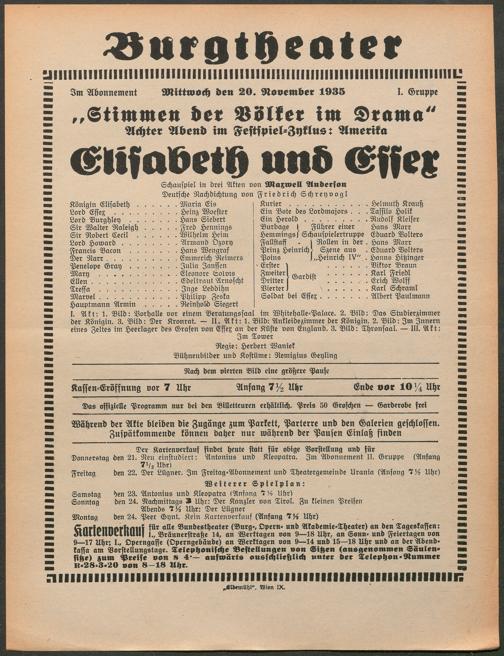 Burgtheater
Im Abonnement Mittwoch den 20. November 1935 I. Gruppe
„Stimmen der Völker im Drama“
Achter Abend im Festspiel-Zyklus: Amerika
Elisabeth und Essex
Schauspiel in drei Akten von Maxwell Anderson
Deutsche Nachdichtung von Friedrich Schreyvogl
Königin Elisabeth . . . . . . . Maria Eis
Lord Essex . . . . . . . . Heinz Woester
Lord Burghley . . . . . . . Hans Siebert
Sir Walter Raleigh . . . . . . Fred Hennings
Sir Robert Cecil . . . . . . . Wilhelm Heim
Lord Howard . . . . . . . Armand Ozory
Francis Bacon . . . . . . . Hans Wengraf
Der Narr . . . . . . . . Emmerich Reimers
Penelope Gray . . . . . . . Julia Janssen
Mary . . . . . . . .
Ellen . . . . . . . . Edeltraut Arnscht
Tressa . . . . . . . . Inge Leddihn
Marvel . . . . . . . . Philipp Zeska
Hauptmann Armin . . . . . . Reinhold Siegert
Kurier . . . . . . . . Helmuth Krauß
Ein Bote des Lordmajors . . . . Tassilo Holik
Ein Herold . . . . . . . . Rudolf Kleiser
Burbage } Führer einer . . . Hans Marr
Hemmings } Schauspielergruppe Eduard Volters
Falstaff } Rollen in der . . Hans Marr
Prinz Heinrich } Szene aus . . Eduard Volters
Poins } „Heinrich IV“ . . Hanns Hitzinger
Erster } . . . . . Viktor Braun
Zweiter } Gardist . . . . Karl Friedl
Dritter } . . . . . Erich Wolff
Vierter } . . . . . Karl Schraml
Soldat bei Essex . . . . . . Albert Paulmann
I. Akt: 1. Bild: Vorhalle vor einem Beratungssaal im Whitehall-Palace. 2. Bild: Das Studierzimmer
der Königin. 3. Bild: Der Kronrat. — II. Akt: 1. Bild: Ankleidezimmer der Königin. 2. Bild: Im Innern
eines Zeltes im Heerlager des Grafen von Essex an der Küste von England. 3. Bild: Thronsaal. — III. Akt:
Im Tower
Regie: Herbert Waniek
Bühnenbilder und Kostüme: Remigius Geyling
Nach dem vierten Bild eine größere Pause
Kassen-Eröffnung vor 7 Uhr Anfang 7½ Uhr Ende vor 10¼ Uhr
Das offizielle Programm nur bei den Billetteuren erhältlich. Preis 50 Groschen — Garderobe frei
Während der Akte bleiben die Zugänge zum Parkett, Parterre und den Galerien geschlossen.
Zuspätkommende können daher nur während der Pausen Einlaß finden
Der Kartenverkauf findet heute statt für obige Vorstellung und für
Donnerstag den 21. Neu einstudiert: Antonius und Kleopatra. Im Abonnement II. Gruppe (Anfang
7½ Uhr)
Freitag den 22. Der Lügner. Im Freitag-Abonnement und Theatergemeinde Urania (Anfang 7½ Uhr)
Weiterer Spielplan:
Samstag den 23. Antonius und Kleopatra (Anfang 7½ Uhr)
Sonntag den 24. Nachmittags 3 Uhr: Der Kanzler von Tirol. Zu kleinen Preisen
Abends 7½ Uhr: Der Lügner
Montag den Peer Gynt. Kein Kartenverkauf (Anfang 7½ Uhr)
Kartenverkauf für alle Bundestheater (Burg-, Opern- und Akademie-Theater) an den Tageskassen:
I., Bräunerstraße 14, an Werktagen von 9—18 Uhr, an Sonn- und Feiertagen von
9—17 Uhr; I., Operngasse (Operngebäude) an Werktagen von 9—14 und 15—18 Uhr und an der Abend-
kassa am Vorstellungstage. Telephonische Bestellungen von Sitzen (ausgenommen Säulen-
sitze) zum Preise von S 4·— aufwärts ausschließlich unter der Telephon-Nummer
R-28-3-20 von 8—18 Uhr.
„Elbemühl“, Wien IX.